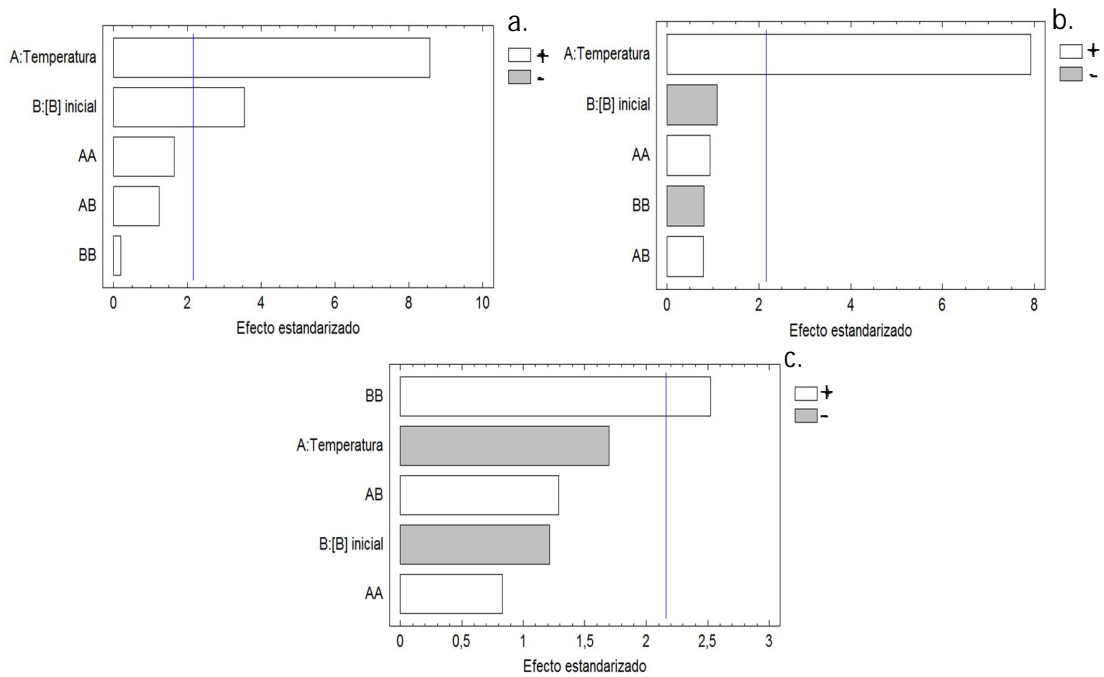 a.
+
-
A:Temperatura
B:[B] inicial
AA
AB
BB
0 2 4 6 8 10
Efecto estandarizado
b.
+
-
A:Temperatura
B:[B] inicial
AA
BB
AB
0 2 4 6 8
Efecto estandarizado
c.
+
-
BB
A:Temperatura
AB
B:[B] inicial
AA
0 0,5 1 1,5 2 2,5 3
Efecto estandarizado